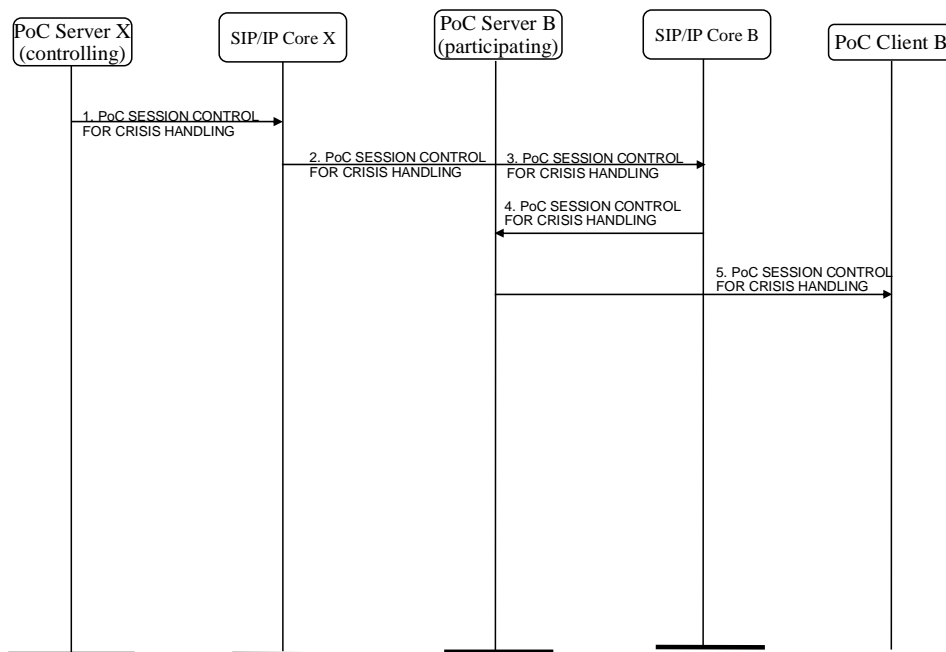 PoC Server X
(controlling)
SIP/IP Core X
PoC Server B
(participating)
SIP/IP Core B
PoC Client B
1. PoC SESSION CONTROL
FOR CRISIS HANDLING
2. PoC SESSION CONTROL
FOR CRISIS HANDLING
3. PoC SESSION CONTROL
FOR CRISIS HANDLING
4. PoC SESSION CONTROL
FOR CRISIS HANDLING
5. PoC SESSION CONTROL
FOR CRISIS HANDLING